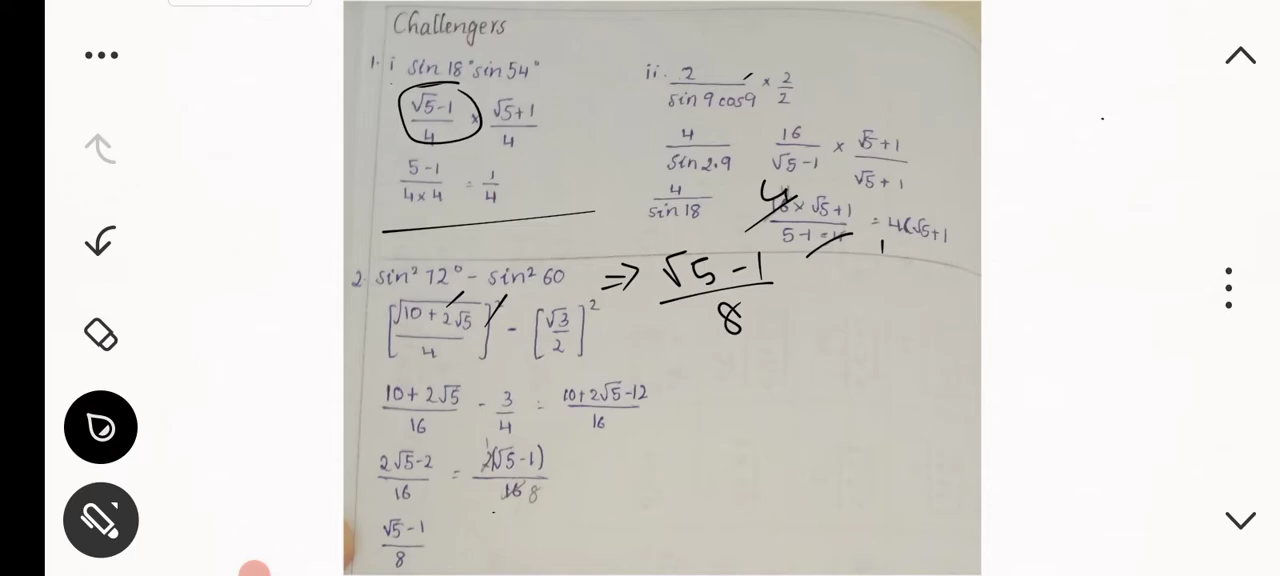 Challengers
1. i sin 18° sin 54°
√5-1/4 × √5+1/4
5-1/4×4 = 1/4
ii. 2/sin 9 cos9 × 2/2
4/sin 2.9
4/sin 18
16/√5-1 × √5+1/√5+1
16 × √5+1/5-1=4 = 4(√5+1
4
1
2. sin² 72° - sin² 60 ⇒ √5-1/8
[√10+2√5/4]² - [√3/2]²
10+2√5/16 - 3/4 = 10+2√5-12/16
2√5-2/16 = 2(√5-1)/16 8
√5-1/8